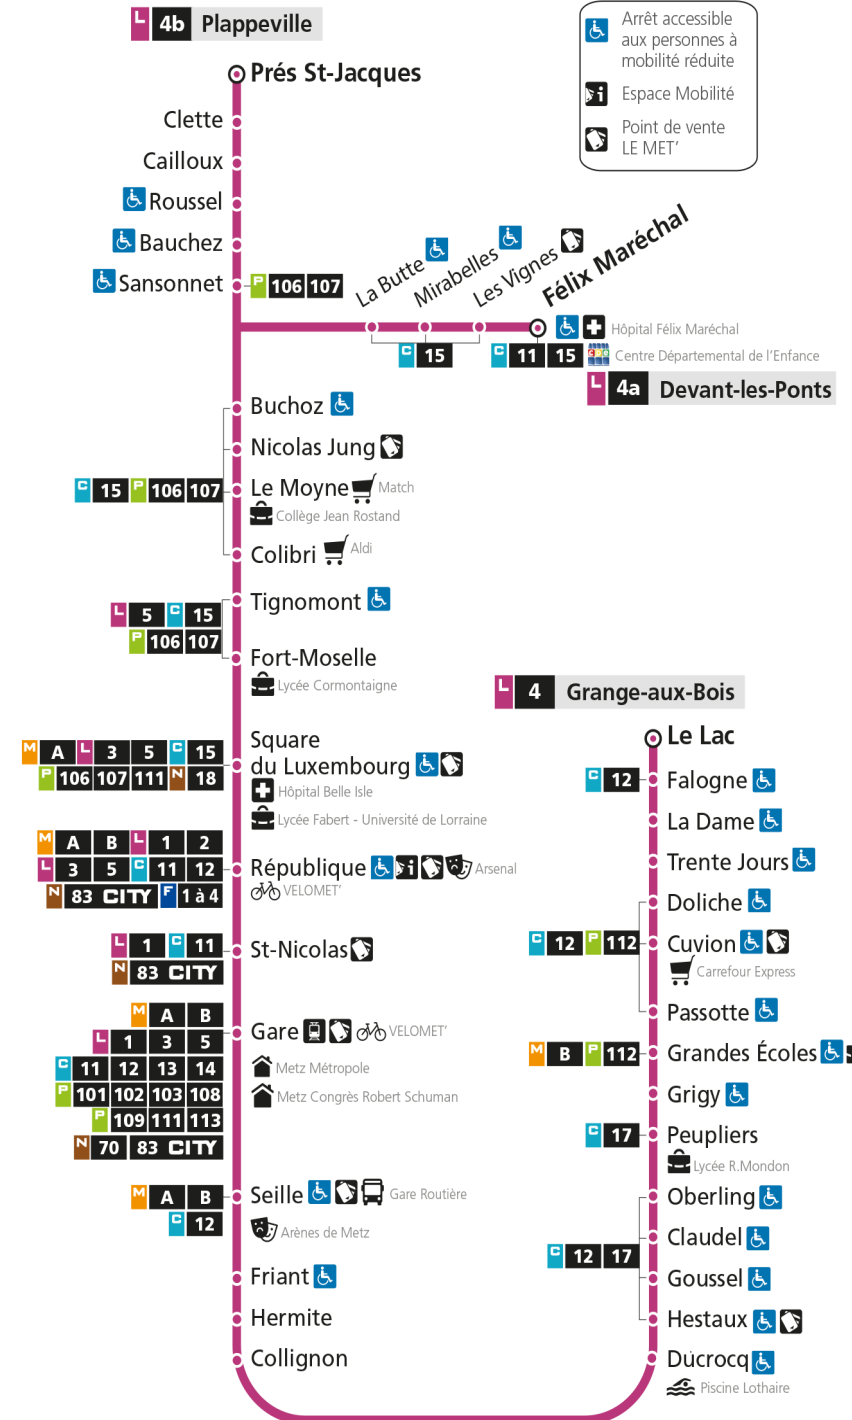 L 4b Plappeville
Arrêt accessible
aux personnes à
mobilité réduite
Espace Mobilité
Point de vente
LE MET'
Prés St-Jacques
Clette
Cailloux
Roussel
Bauchez
Sansonnet
P 106 107
La Butte
Mirabelles
Les Vignes
Félix Maréchal
Hôpital Félix Maréchal
C 15
C 11 15
Centre Départemental de l'Enfance
L 4a Devant-les-Ponts
Buchoz
Nicolas Jung
C 15 P 106 107
Le Moyne
Match
Collège Jean Rostand
Colibri
Aldi
Tignomont
L 5 C 15
P 106 107
Fort-Moselle
Lycée Cormontaigne
Square
du Luxembourg
M A L 3 5 C 15
P 106 107 111 N 18
Hôpital Belle Isle
Lycée Fabert - Université de Lorraine
M A B L 1 2
L 3 5 C 11 12
N 83 CITY F 1 à 4
République
Arsenal
VELOMET'
L 1 C 11
N 83 CITY
St-Nicolas
M A B
L 1 3 5
C 11 12 13 14
P 101 102 103 108
P 109 111 113
N 70 83 CITY
Gare
VELOMET'
Metz Métropole
Metz Congrès Robert Schuman
M A B
C 12
Seille
Gare Routière
Arènes de Metz
Friant
Hermite
Collignon
L 4 Grange-aux-Bois
Le Lac
C 12
Falogne
La Dame
Trente Jours
Doliche
C 12 P 112
Cuvion
Carrefour Express
Passotte
M B P 112
Grandes Écoles
Grigy
C 17
Peupliers
Lycée R.Mondon
Oberling
Claudel
C 12 17
Goussel
Hestaux
Ducrocq
Piscine Lothaire